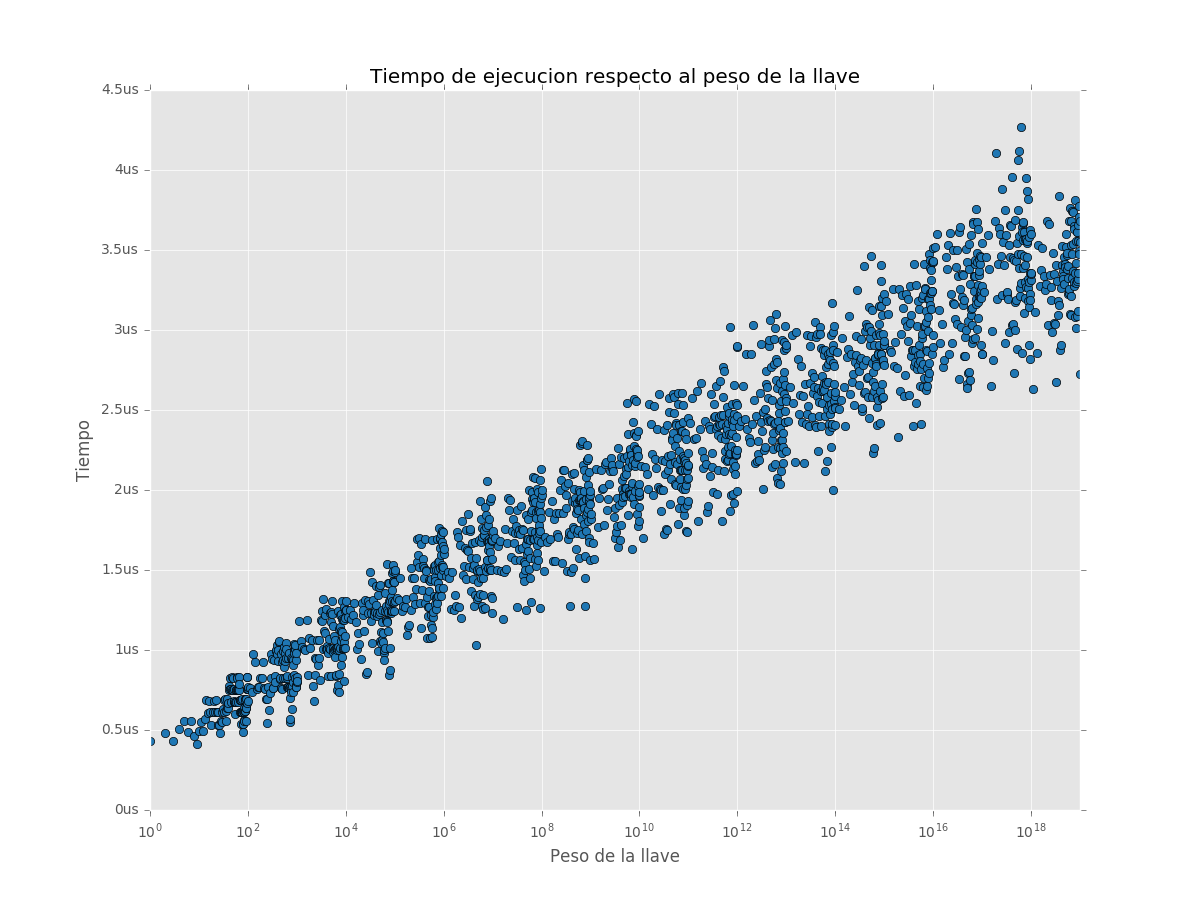 Tiempo de ejecucion respecto al peso de la llave
4.5us
4us
3.5us
3us
2.5us
2us
1.5us
1us
0.5us
0us
Tiempo
10^0 10^2 10^4 10^6 10^8 10^10 10^12 10^14 10^16 10^18
Peso de la llave